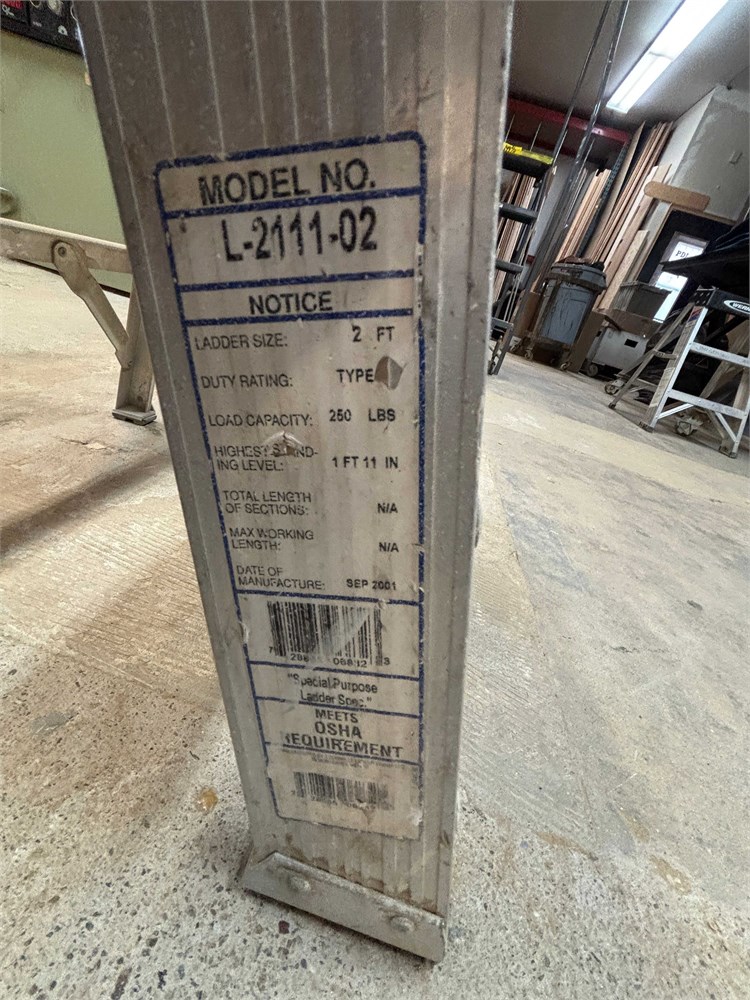 MODEL NO.
L-2111-02
NOTICE
LADDER SIZE: 2 FT
DUTY RATING: TYPE
LOAD CAPACITY: 250 LBS
HIGHEST STAND-
ING LEVEL: 1 FT 11 IN
TOTAL LENGTH
OF SECTIONS: N/A
MAX WORKING
LENGTH: N/A
DATE OF
MANUFACTURE: SEP 2001
"Special Purpose
Ladder Spec."
MEETS
OSHA
REQUIREMENT